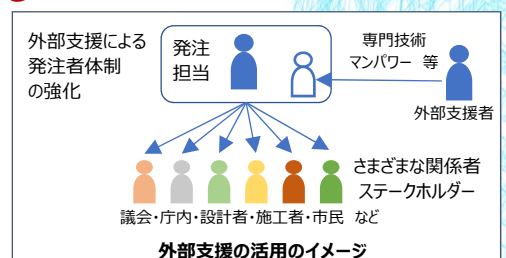 外部支援による
発注者体制
の強化
発注
担当
専門技術
マンパワー 等
外部支援者
さまざまな関係者
ステークホルダー
議会・庁内・設計者・施工者・市民 など
外部支援の活用のイメージ